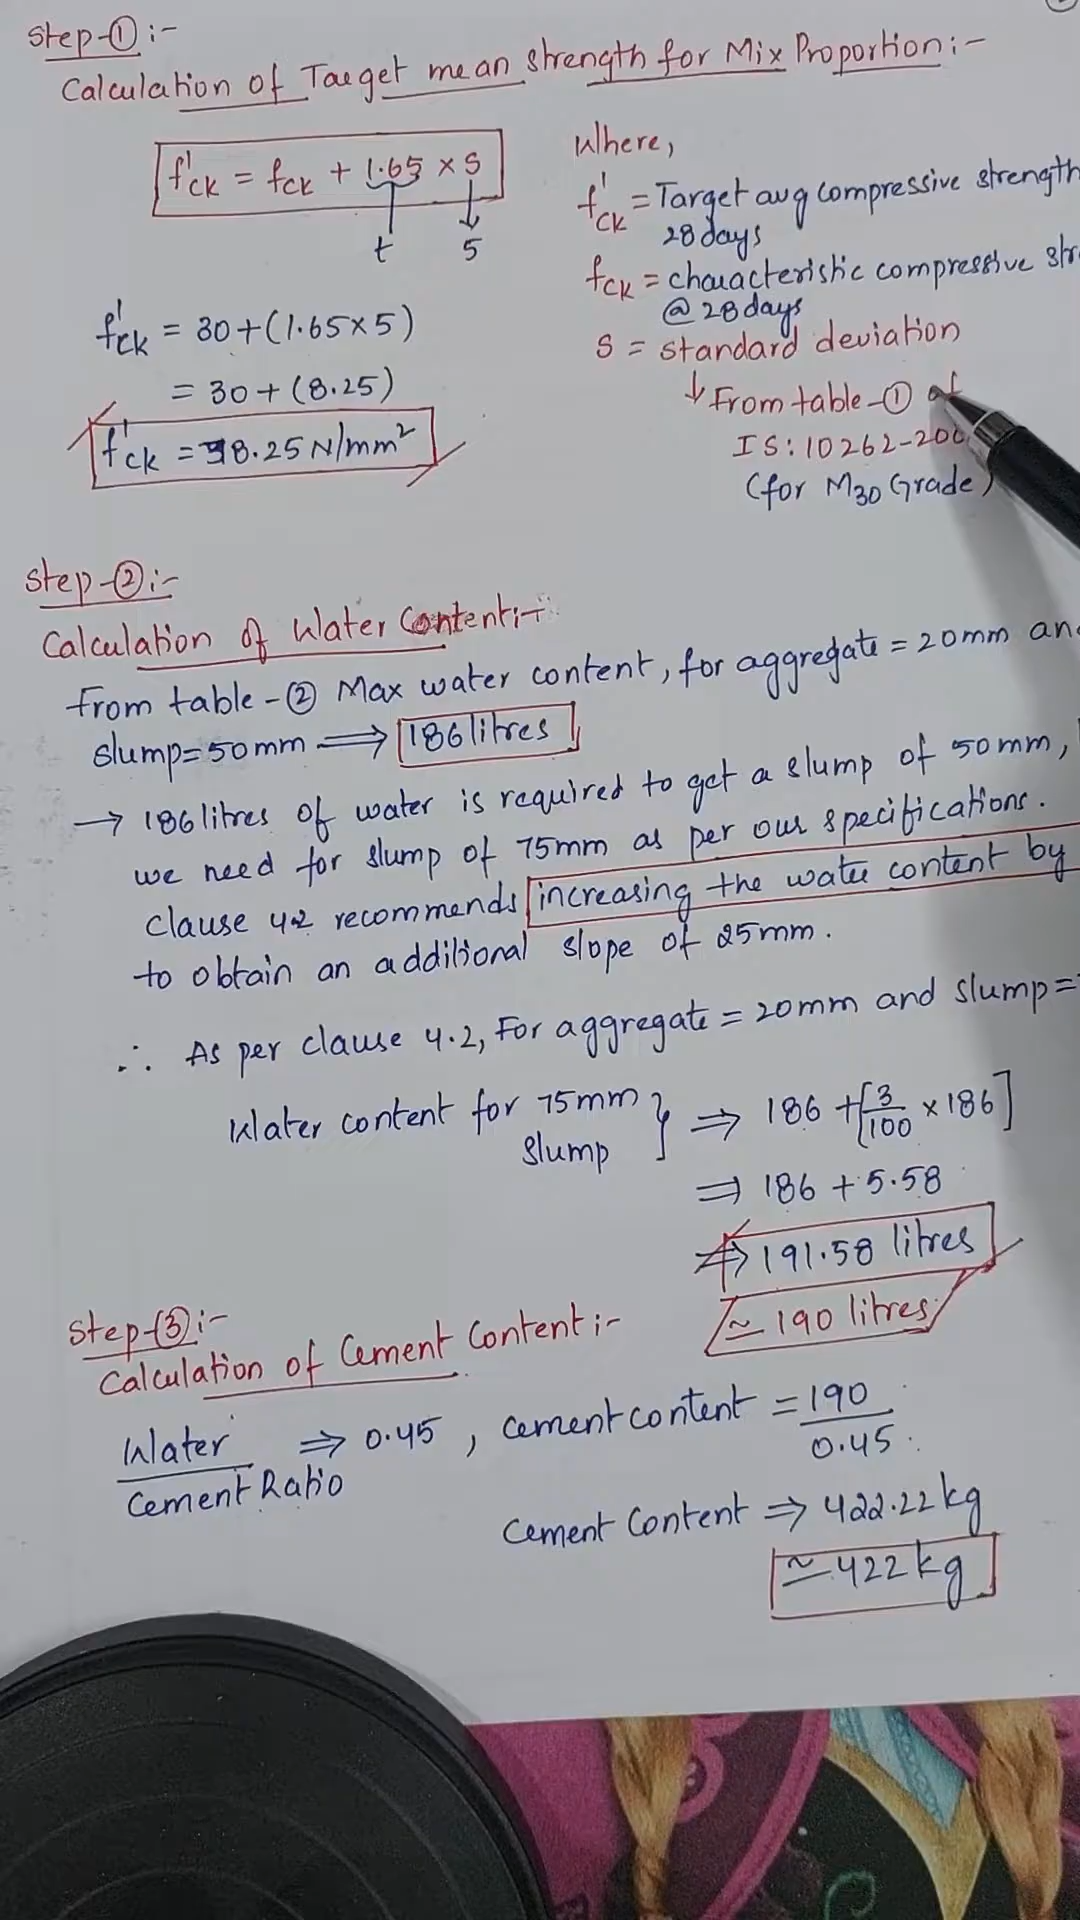 Step-①:-
Calculation of Target mean strength for Mix Proportion:-
f'ck = fck + 1.65 × S
t 5
Where,
f'ck = Target avg compressive strength
28 days
fck = characteristic compressive
@ 28 days
S = standard deviation
↓ From table-①
IS:10262-200
(for M30 Grade)
f'ck = 30+(1.65×5)
= 30+(8.25)
f'ck = 38.25 N/mm²
Step-②:-
Calculation of Water Content:-
From table-② Max water content, for aggregate = 20mm
slump=50mm ⟹ 186 litres
→ 186 litres of water is required to get a slump of 50mm,
we need for slump of 75mm as per our specifications.
clause 4.2 recommends increasing the water content by
to obtain an additional slope of 25mm.
∴ As per clause 4.2, For aggregate = 20mm and slump=
Water content for 75mm
slump } ⇒ 186 + [3/100 × 186]
⇒ 186 + 5.58
⇒ 191.58 litres
≃ 190 litres
Step-③:-
Calculation of Cement Content:-
Water/Cement Ratio ⇒ 0.45, cement content = 190/0.45
Cement Content ⇒ 422.22 kg
≃ 422 kg